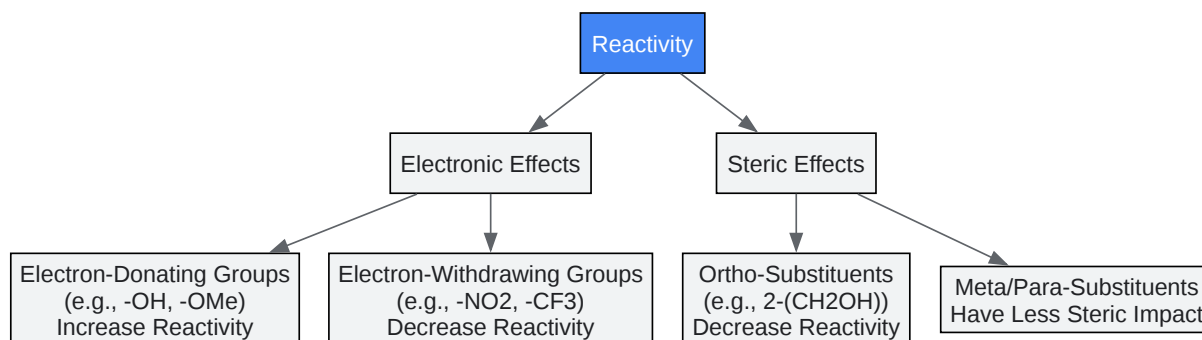 Reactivity
Electronic Effects
Steric Effects
Electron-Donating Groups
(e.g., -OH, -OMe)
Increase Reactivity
Electron-Withdrawing Groups
(e.g., -NO2, -CF3)
Decrease Reactivity
Ortho-Substituents
(e.g., 2-(CH2OH))
Decrease Reactivity
Meta/Para-Substituents
Have Less Steric Impact